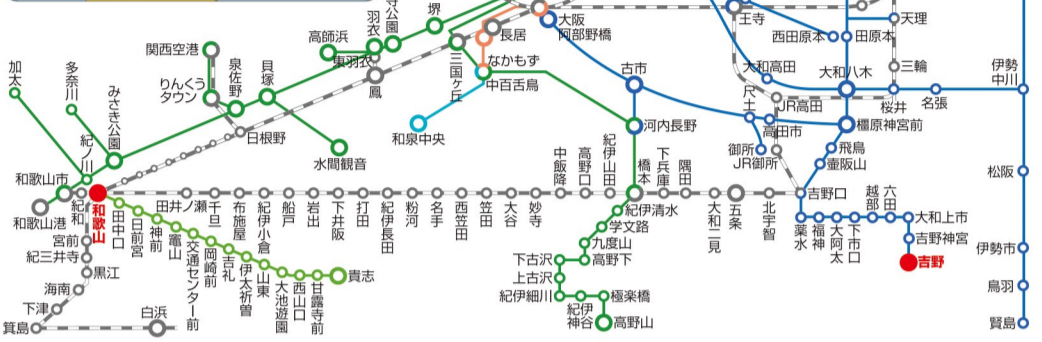 加太
多奈川
みさき公園
紀ノ川
和歌山市
和歌山港
紀和
和歌山
宮前
紀三井寺
黒江
海南
下津
箕島
白浜
関西空港
りんくう
タウン
泉佐野
貝塚
日根野
水間観音
高師浜
羽衣
東羽衣
鳳
堺
三国ヶ丘
長居
なかもず
中百舌鳥
和泉中央
大阪
阿部野橋
古市
河内長野
王寺
西田原本
田原本
天理
三輪
大和高田
大和八木
桜井
名張
伊勢
中川
尺土
JR高田
高田市
橿原神宮前
御所
JR御所
飛鳥
壺阪山
吉野口
薬水
福神
大阿太
下市口
越部
六田
大和上市
吉野神宮
吉野
松阪
伊勢市
鳥羽
賢島
田井ノ瀬
千旦
布施屋
紀伊小倉
船戸
岩出
下井阪
打田
紀伊長田
粉河
名手
西笠田
笠田
大谷
妙寺
中飯降
高野口
紀伊山田
橋本
下兵庫
隅田
大和二見
五条
北宇智
紀伊清水
学文路
九度山
高野下
下古沢
上古沢
紀伊細川
紀伊
神谷
極楽橋
高野山
田中口
日前宮
神前
竈山
交通センター前
岡崎前
吉礼
伊太祈曽
山東
大池遊園
西山口
甘露寺前
貴志